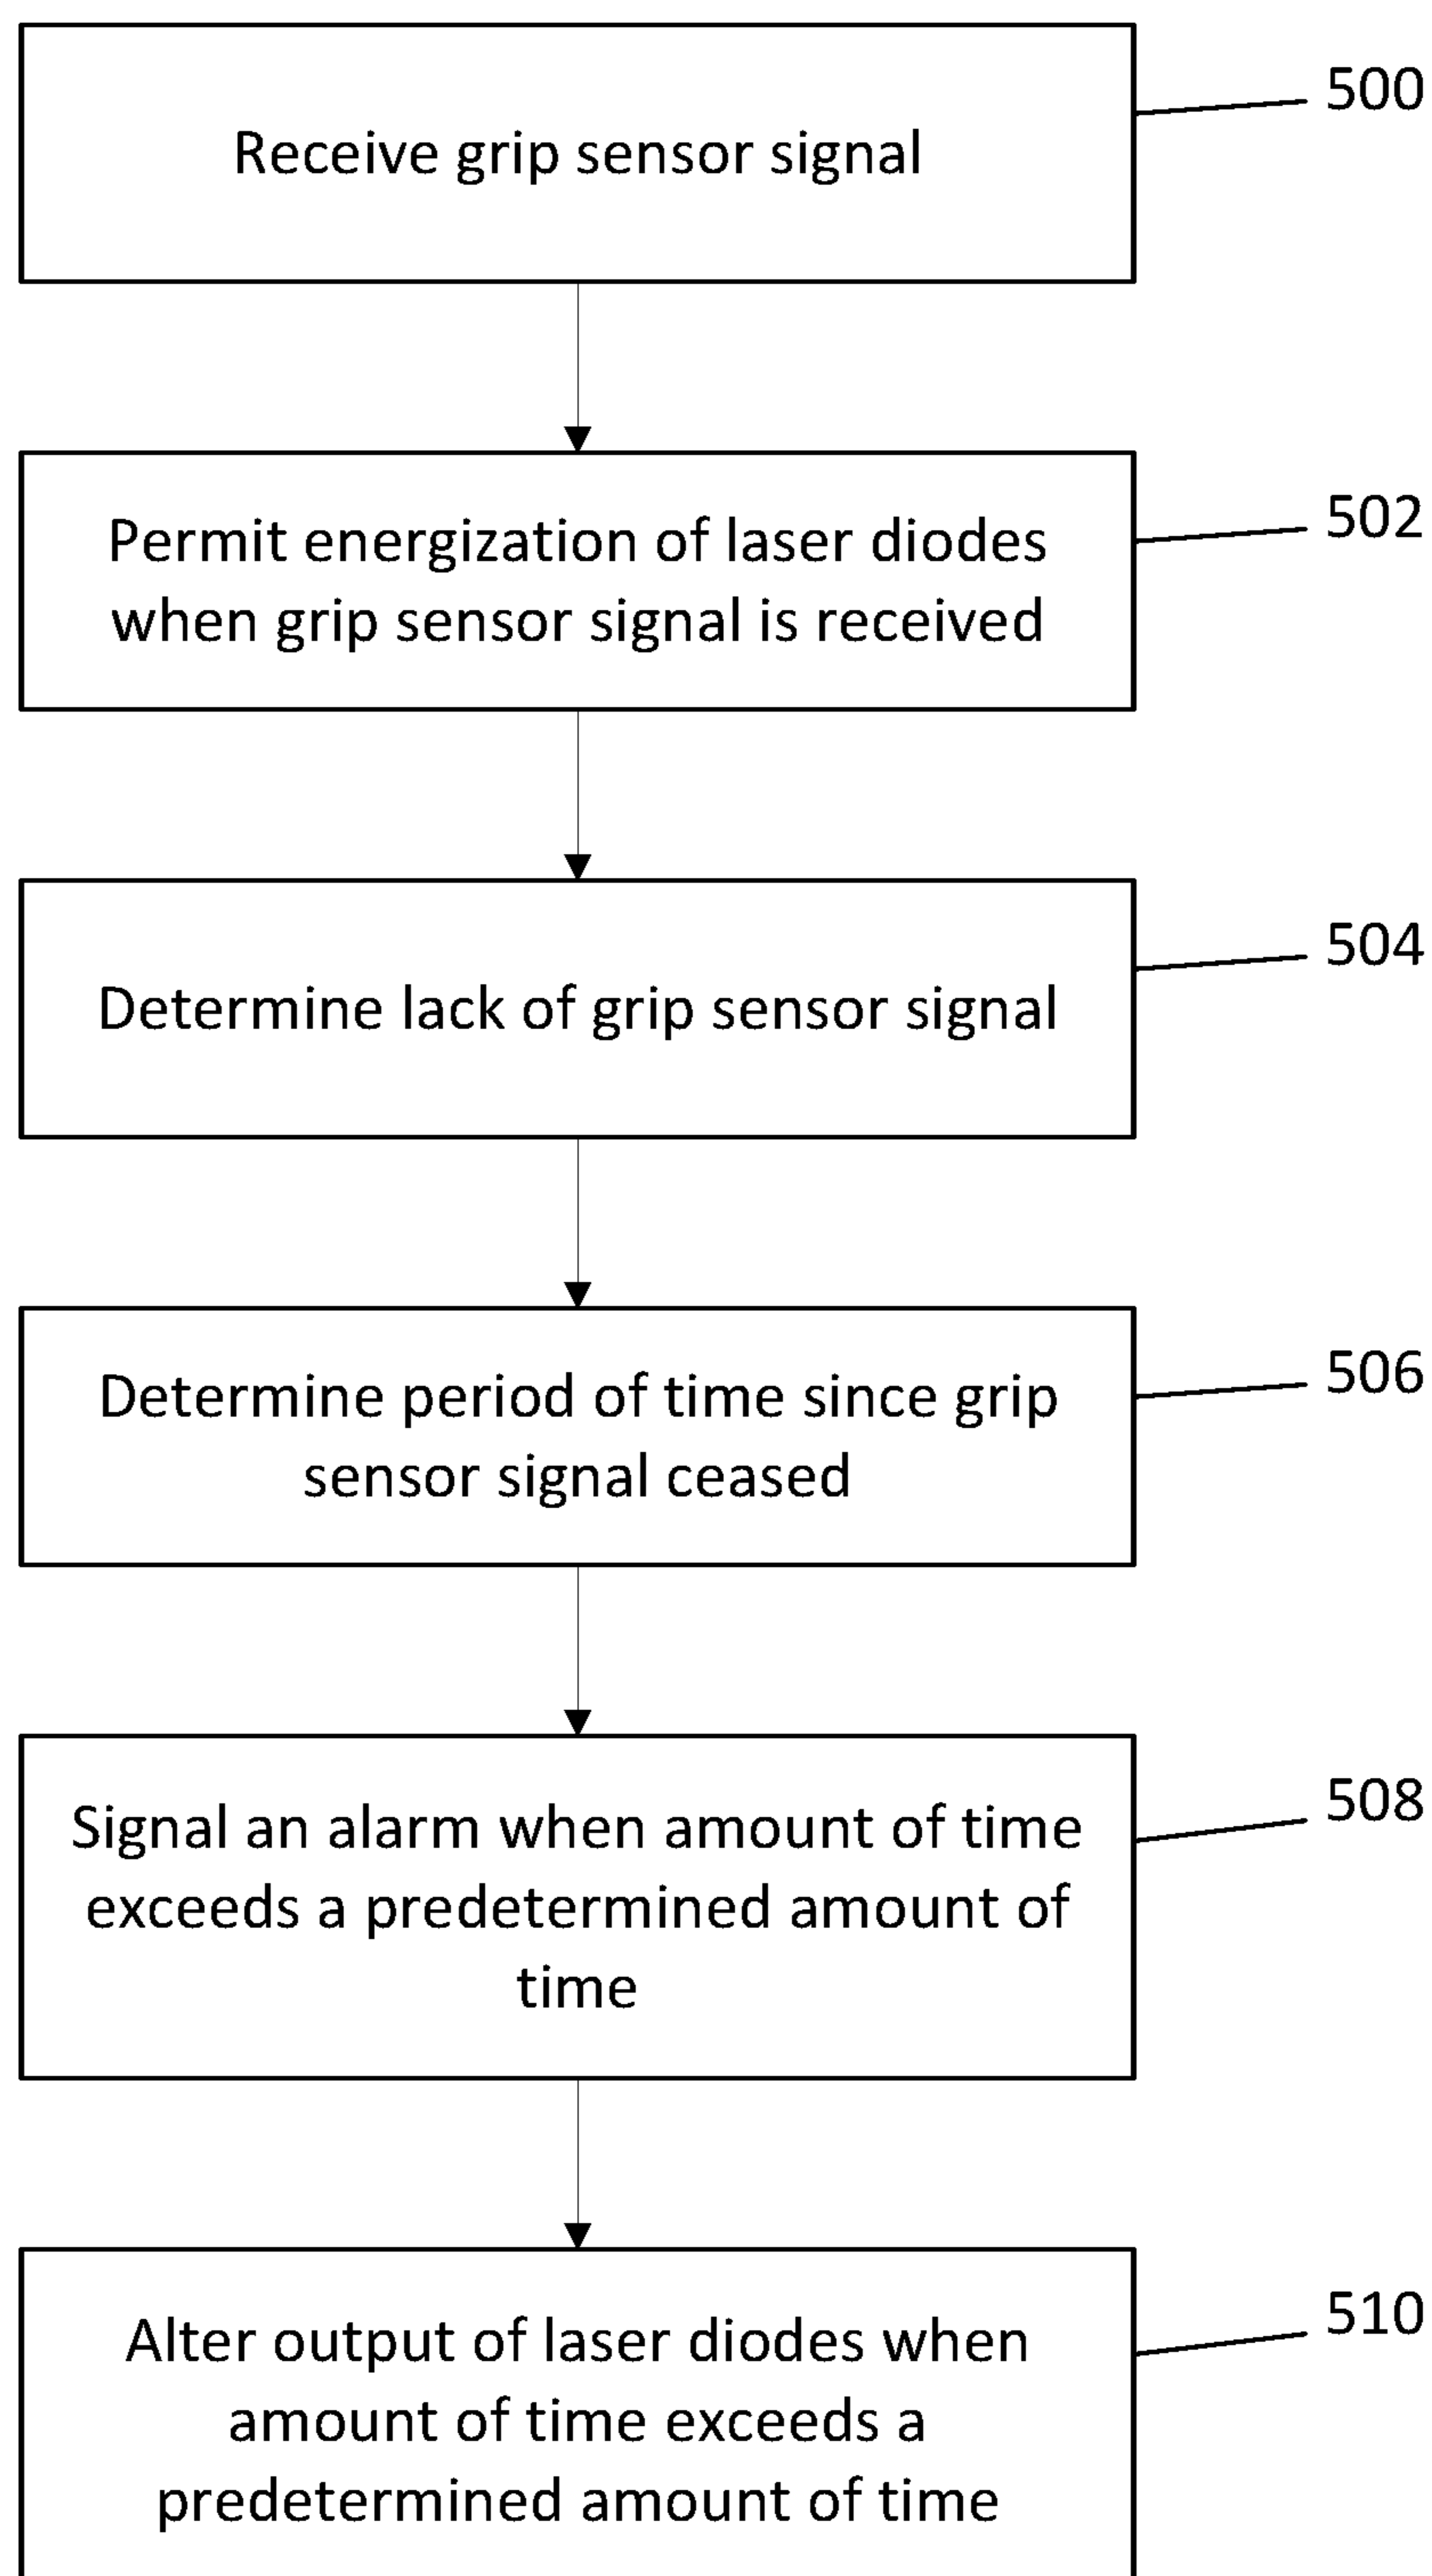 Receive grip sensor signal
500
Permit energization of laser diodes
when grip sensor signal is received
502
Determine lack of grip sensor signal
504
Determine period of time since grip
sensor signal ceased
506
Signal an alarm when amount of time
exceeds a predetermined amount of
time
508
Alter output of laser diodes when
amount of time exceeds a
predetermined amount of time
510